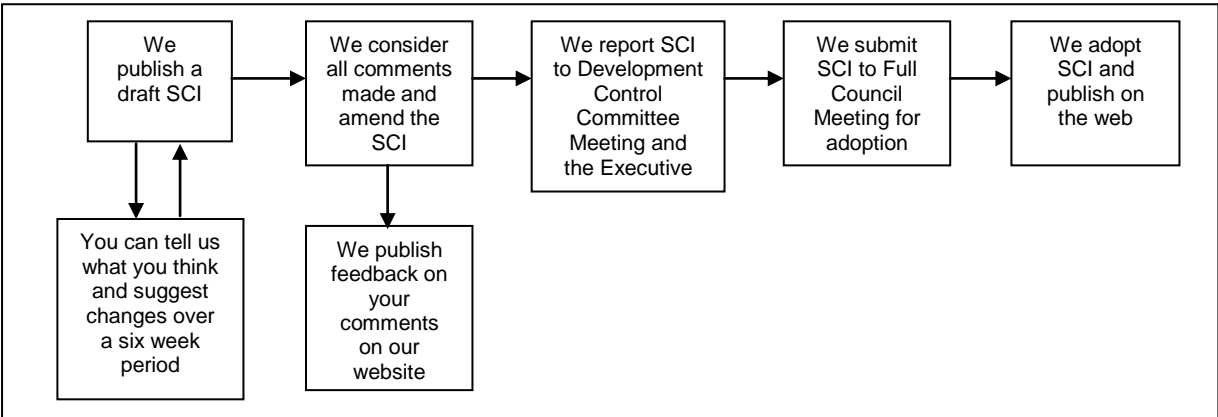 We
publish a
draft SCI
We consider
all comments
made and
amend the
SCI
We report SCI
to Development
Control
Committee
Meeting and
the Executive
We submit
SCI to Full
Council
Meeting for
adoption
We adopt
SCI and
publish on
the web
You can tell us
what you think
and suggest
changes over
a six week
period
We publish
feedback on
your
comments
on our
website